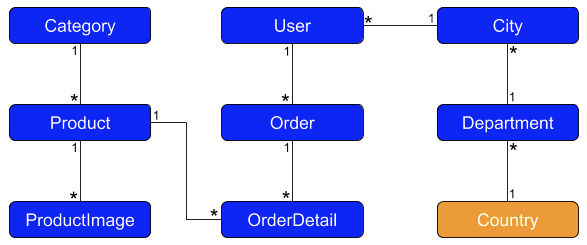 Category
User
* 1
City
1
1
*
*
*
1
Product
1
Order
Department
1
1
*
*
*
*
1
ProductImage
OrderDetail
Country